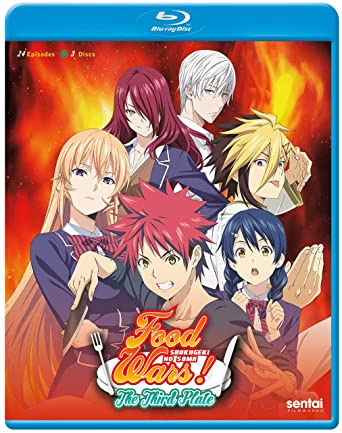 Blu-ray Disc
24 Episodes 3 Discs
Food
SHOKUGEKI
NO SOMA
Wars!
The Third Plate
sentai
FILMWORKS